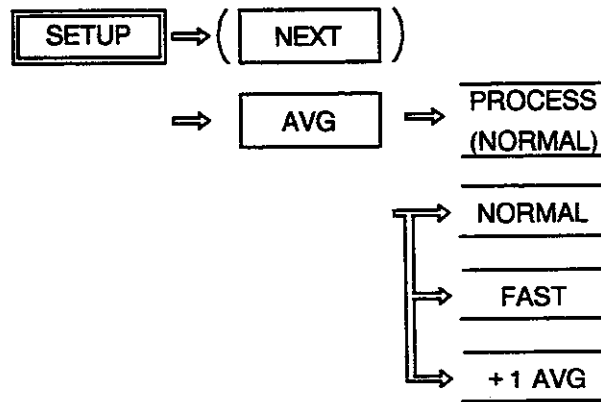 SETUP ⇒ ( NEXT )
⇒ AVG ⇒ PROCESS
(NORMAL)
NORMAL
FAST
+1 AVG